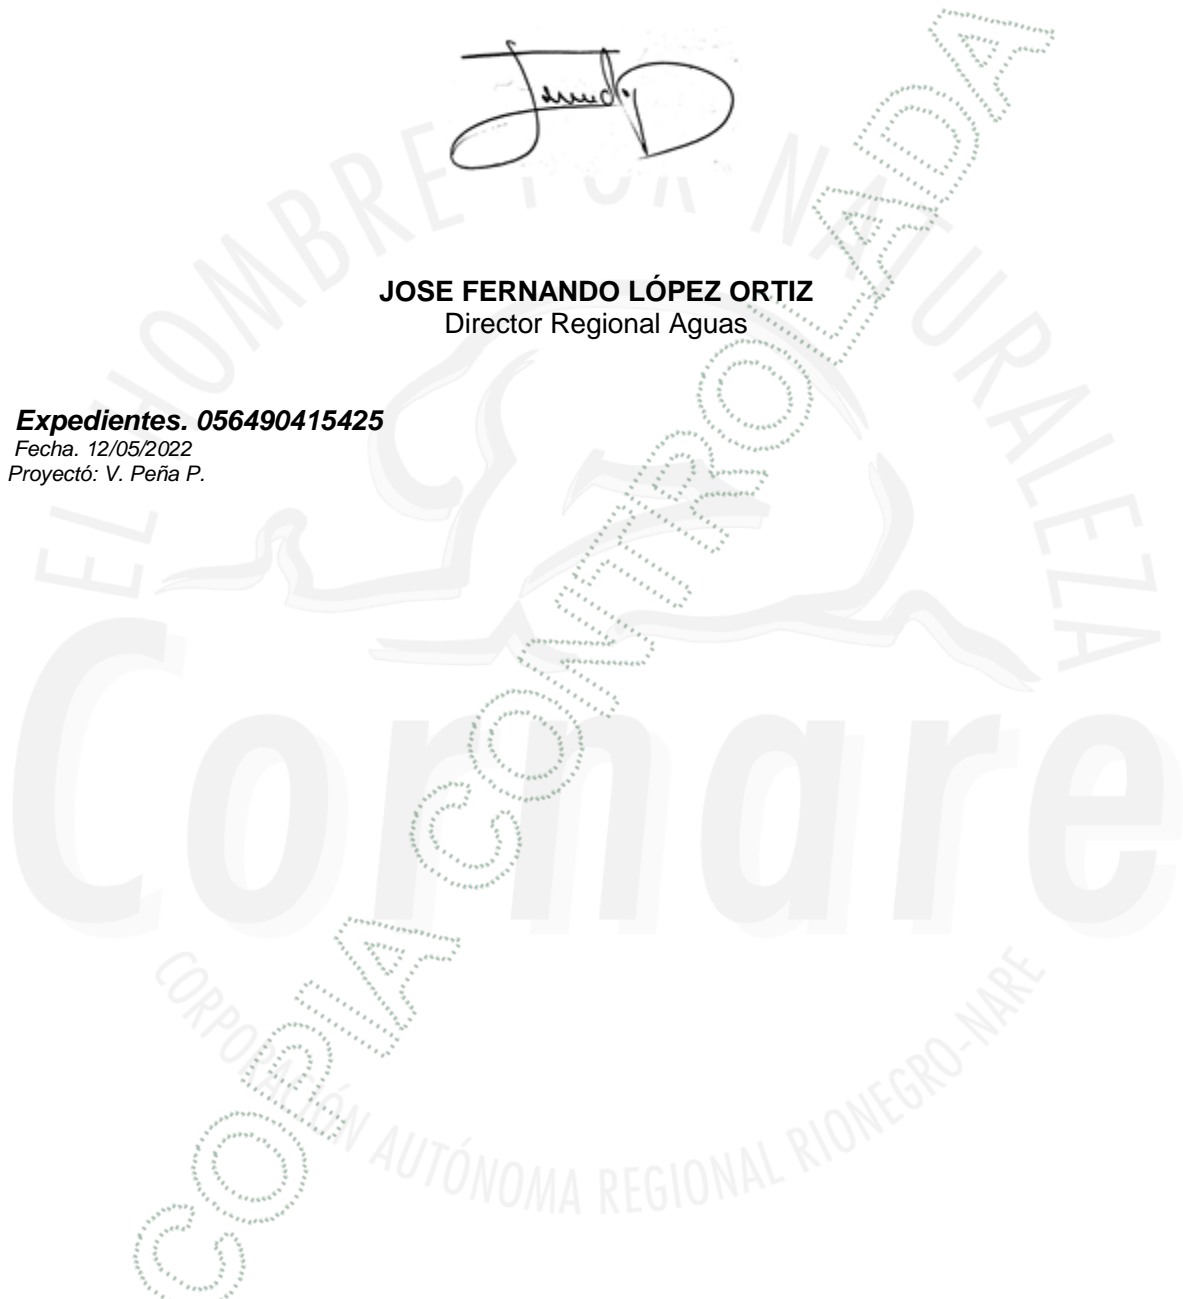 JOSE FERNANDO LÓPEZ ORTIZ
Director Regional Aguas
Expedientes. 056490415425
Fecha. 12/05/2022
Proyectó: V. Peña P.
EL HOMBRE POR NATURALEZA
Cornare
CORPORACIÓN AUTÓNOMA REGIONAL RIONEGRO-NARE
COPIA CONTROLADA